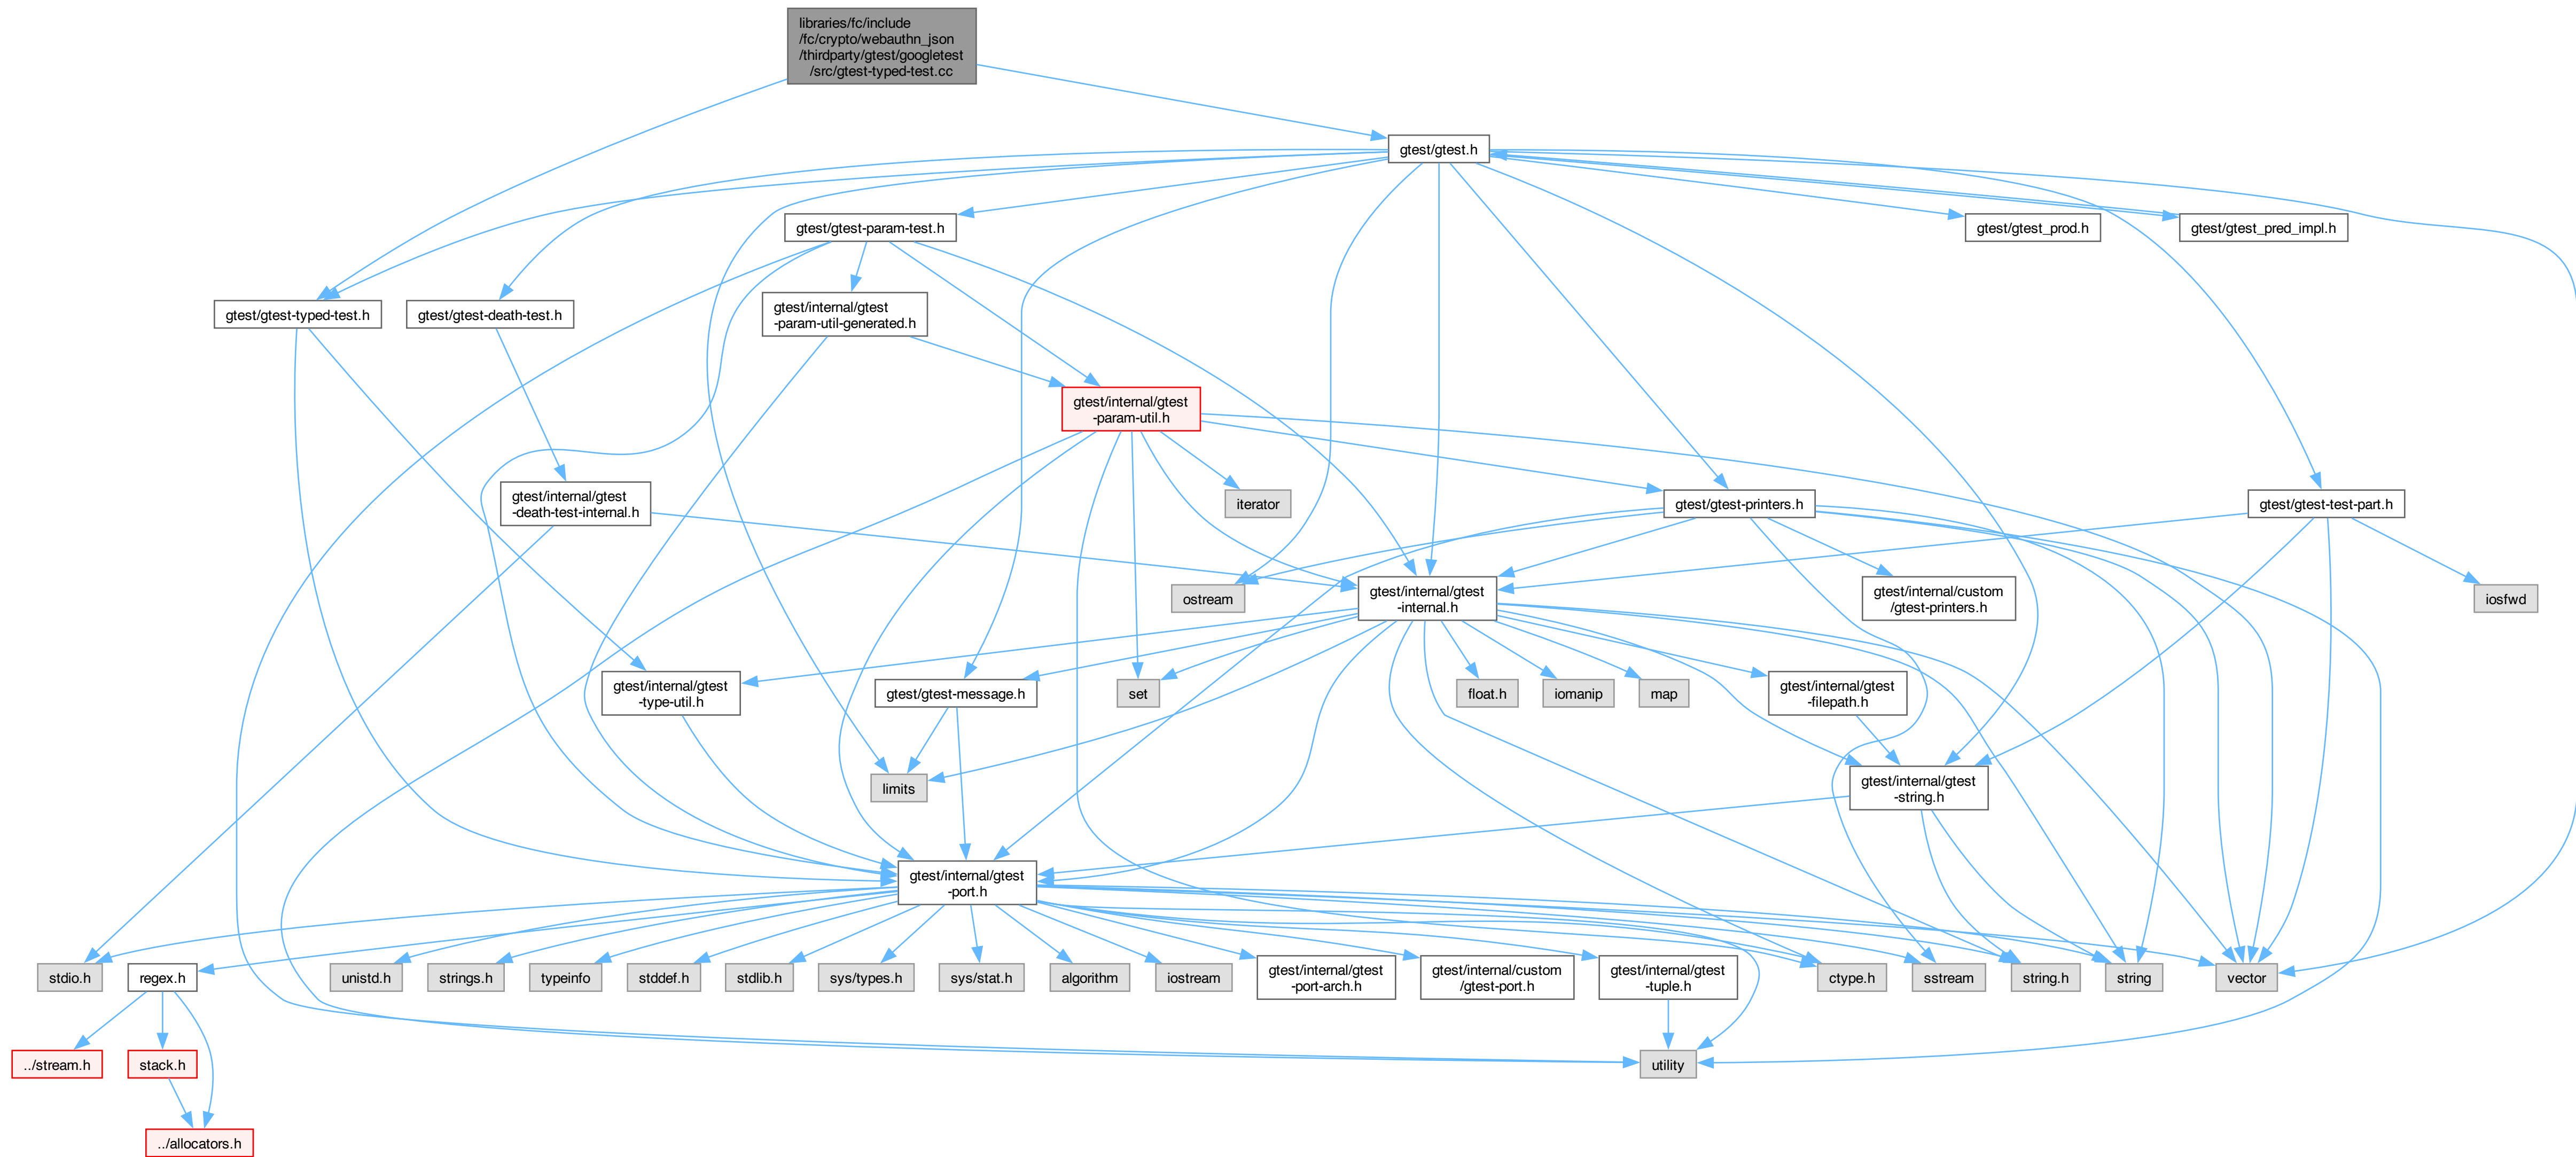 libraries/fc/include
/fc/crypto/webauthn_json
/thirdparty/gtest/googletest
/src/gtest-typed-test.cc
gtest/gtest.h
gtest/gtest-param-test.h
gtest/gtest_prod.h
gtest/gtest_pred_impl.h
gtest/gtest-typed-test.h
gtest/gtest-death-test.h
gtest/internal/gtest
-param-util-generated.h
gtest/internal/gtest
-param-util.h
gtest/internal/gtest
-death-test-internal.h
iterator
gtest/gtest-printers.h
gtest/gtest-test-part.h
ostream
gtest/internal/gtest
-internal.h
gtest/internal/custom
/gtest-printers.h
iosfwd
gtest/internal/gtest
-type-util.h
gtest/gtest-message.h
set
float.h
iomanip
map
gtest/internal/gtest
-filepath.h
limits
gtest/internal/gtest
-string.h
gtest/internal/gtest
-port.h
stdio.h
regex.h
unistd.h
strings.h
typeinfo
stddef.h
stdlib.h
sys/types.h
sys/stat.h
algorithm
iostream
gtest/internal/gtest
-port-arch.h
gtest/internal/custom
/gtest-port.h
gtest/internal/gtest
-tuple.h
ctype.h
sstream
string.h
string
vector
../stream.h
stack.h
utility
../allocators.h